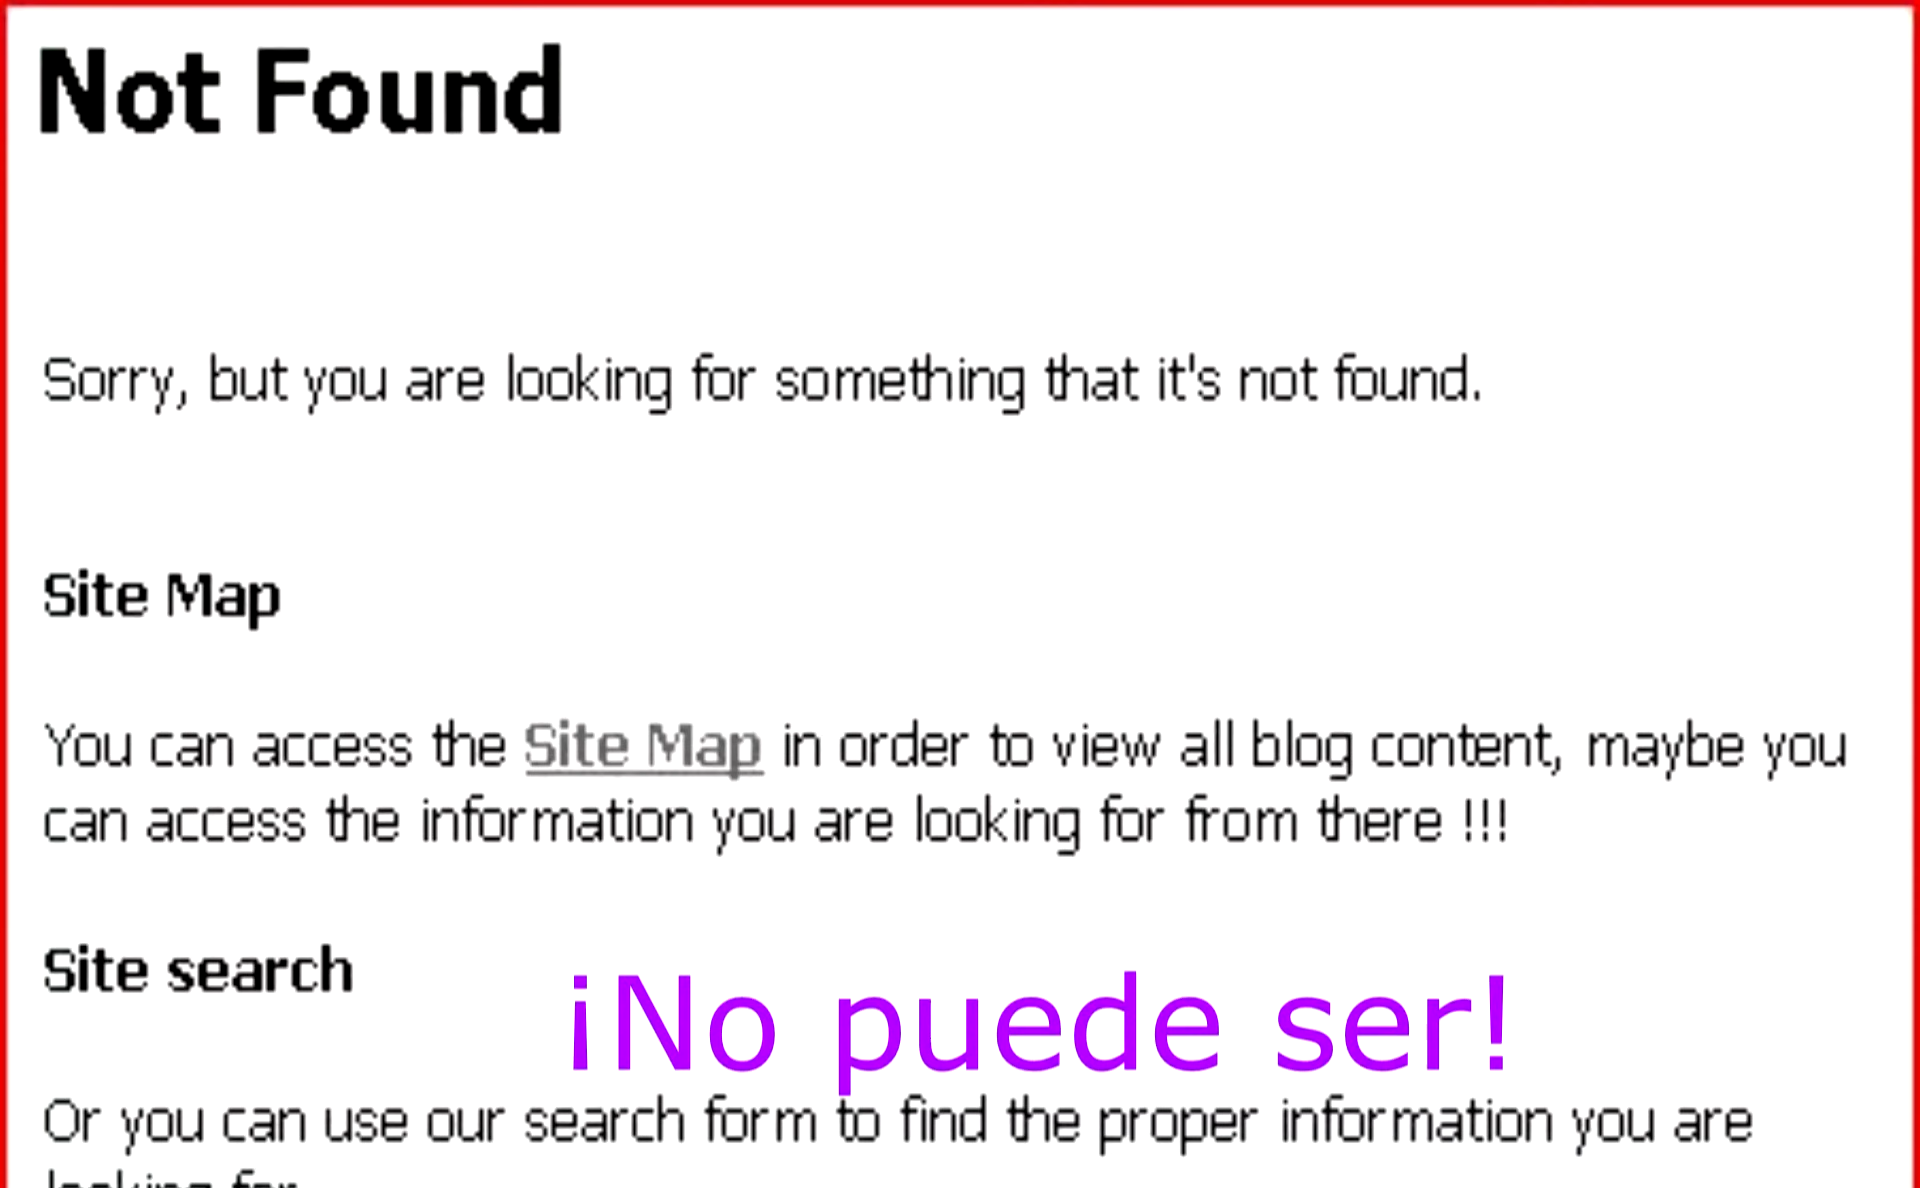 Not Found
Sorry, but you are looking for something that it's not found.
Site Map
You can access the Site Map in order to view all blog content, maybe you
can access the information you are looking for from there !!!
Site search
¡No puede ser!
Or you can use our search form to find the proper information you are
looking for